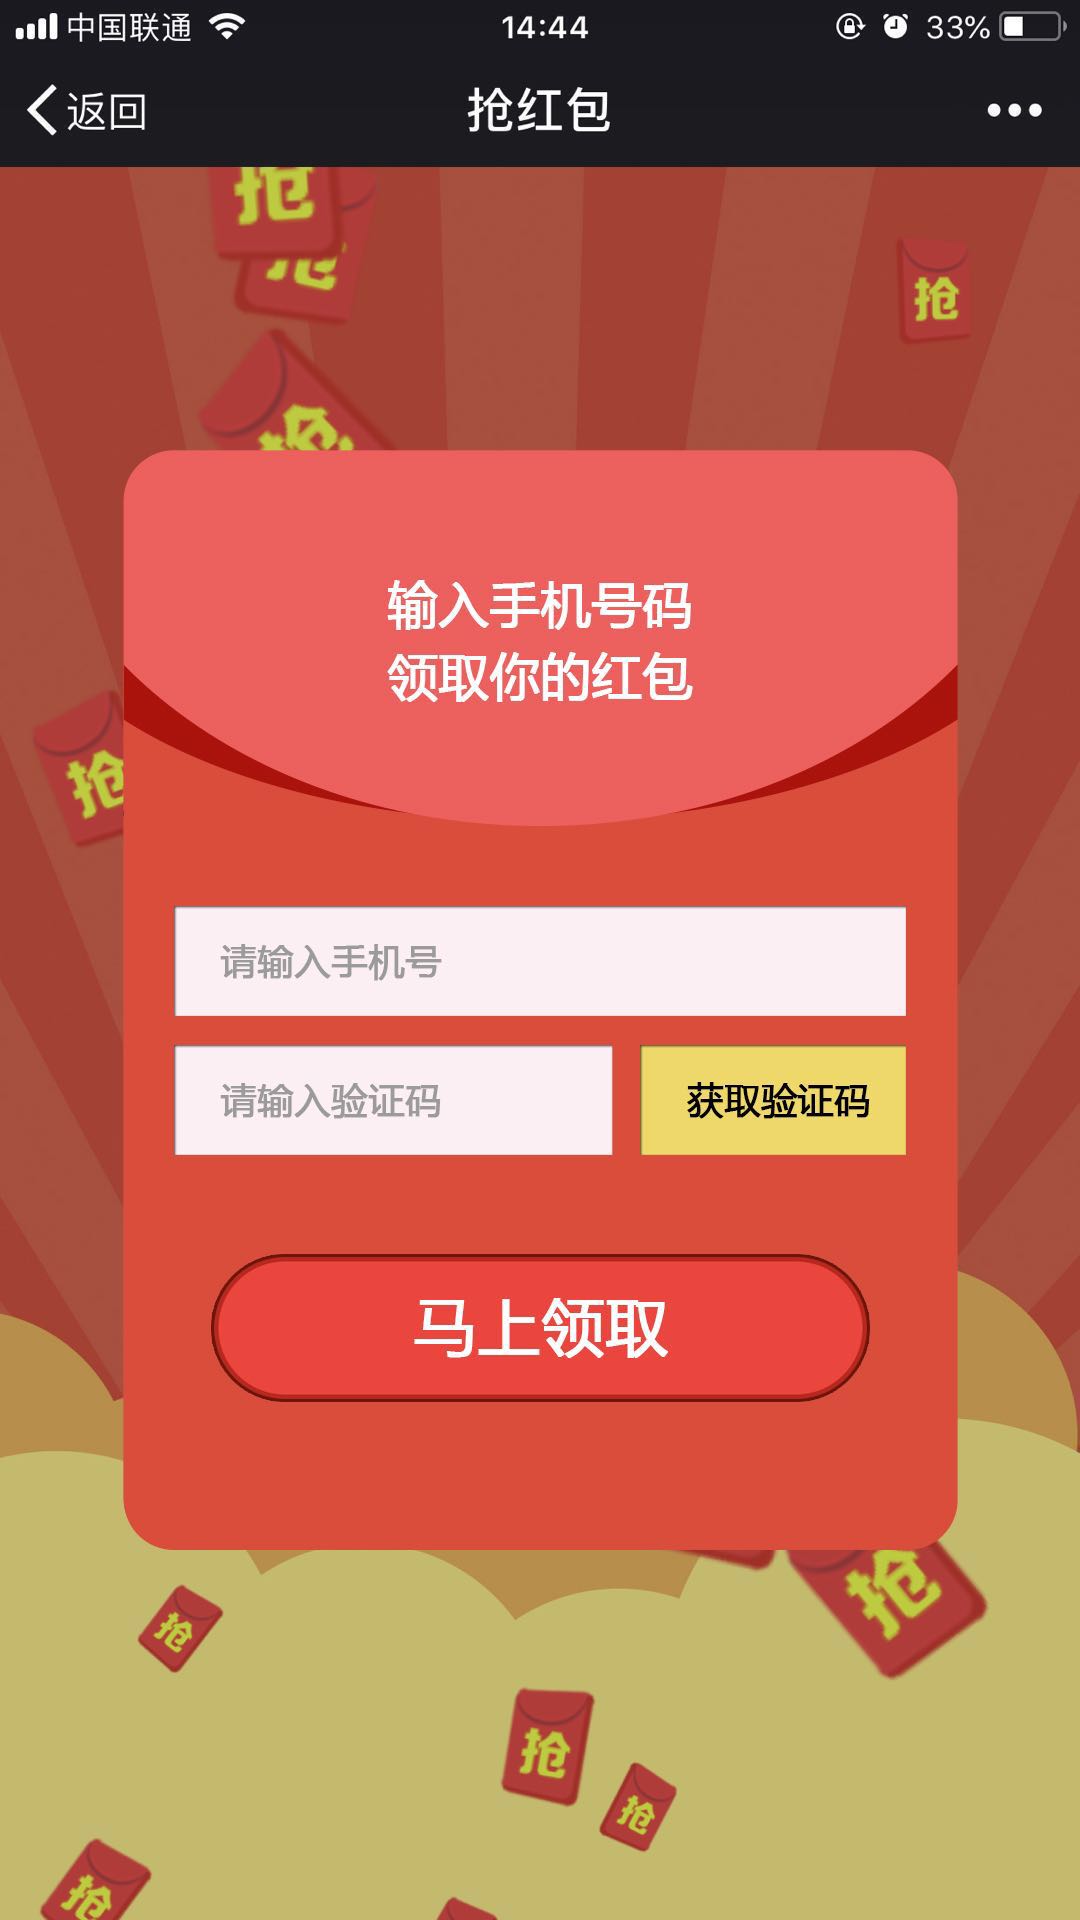 中国联通 14:44 33%
返回 抢红包
抢
抢
抢
抢
输入手机号码
领取你的红包
抢
请输入手机号
请输入验证码 获取验证码
马上领取
抢
抢
抢
抢
抢